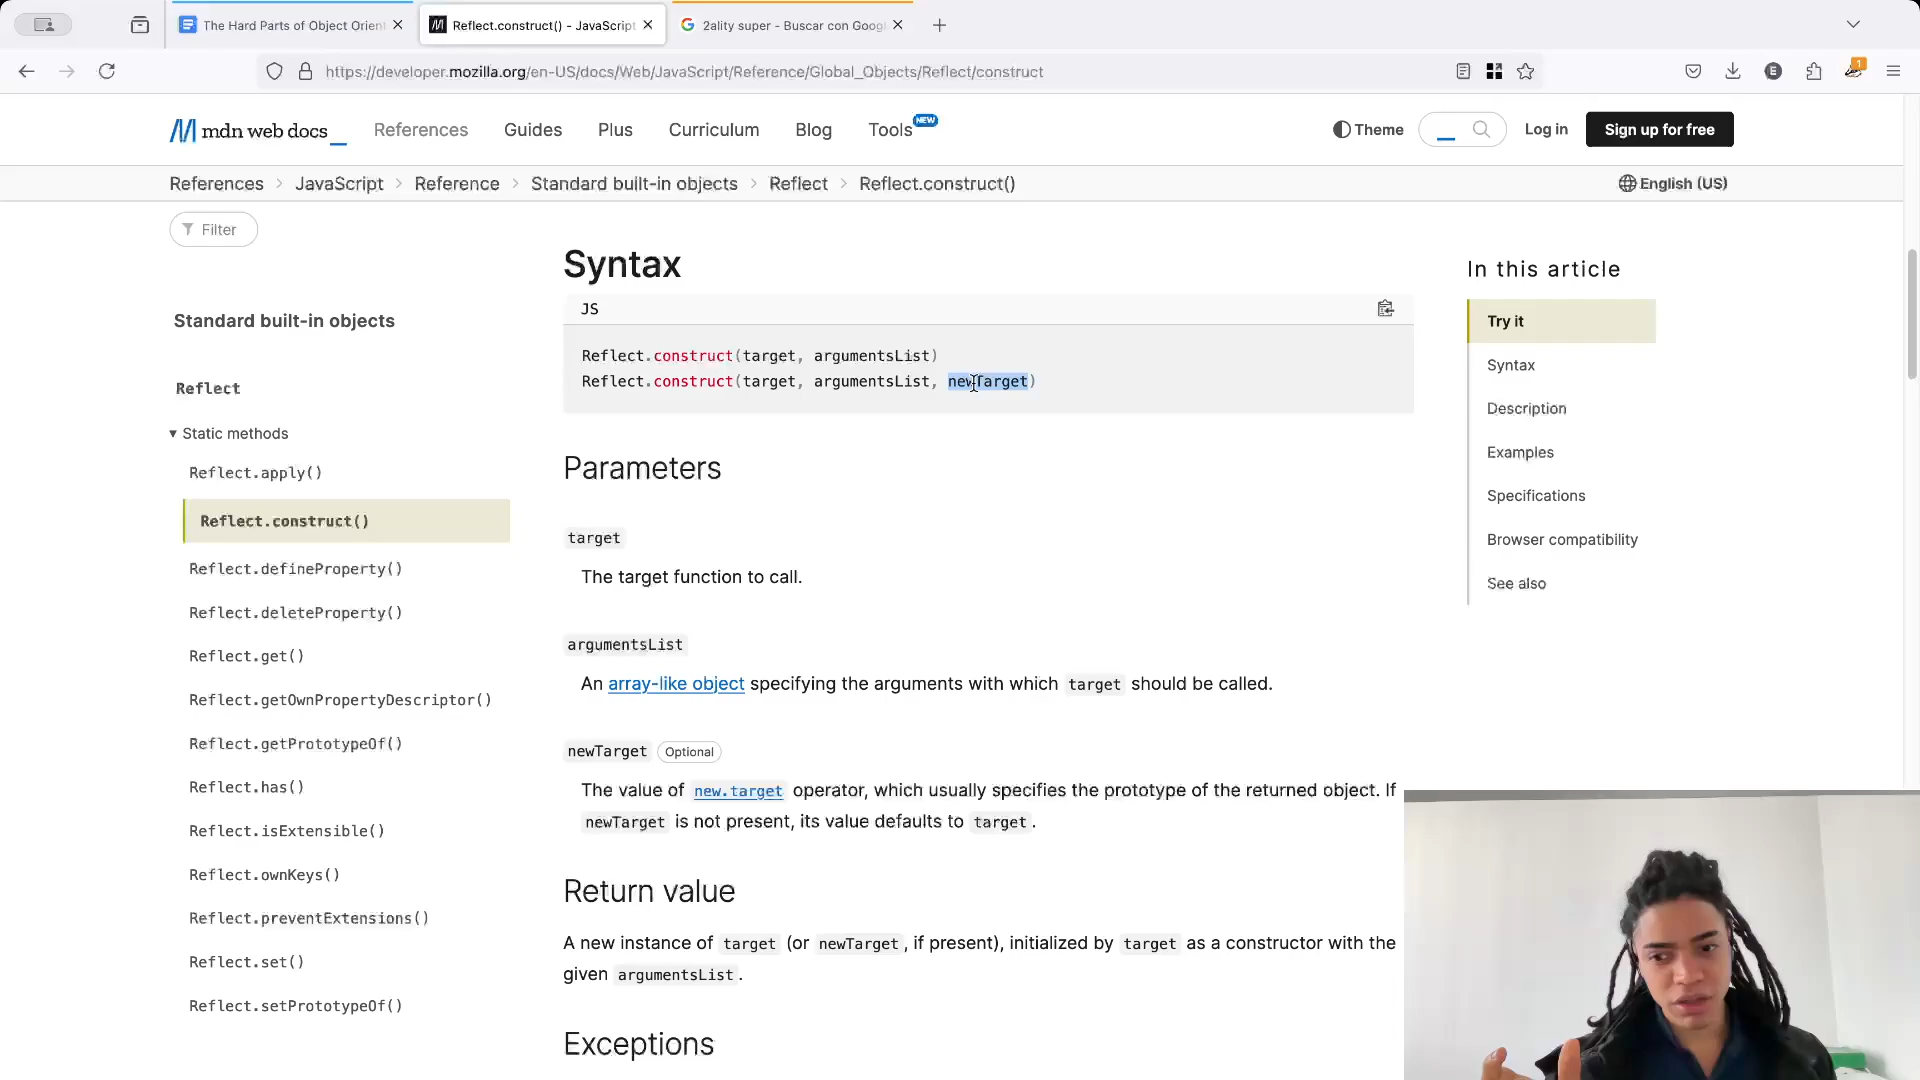 The Hard Parts of Object Orien
Reflect.construct() - JavaScript
2ality super - Buscar con Goog
https://developer.mozilla.org/en-US/docs/Web/JavaScript/Reference/Global_Objects/Reflect/construct
E
1
mdn web docs_
References
Guides
Plus
Curriculum
Blog
Tools
NEW
Theme
Log in
Sign up for free
References
JavaScript
Reference
Standard built-in objects
Reflect
Reflect.construct()
English (US)
Filter
Standard built-in objects
Reflect
Static methods
Reflect.apply()
Reflect.construct()
Reflect.defineProperty()
Reflect.deleteProperty()
Reflect.get()
Reflect.getOwnPropertyDescriptor()
Reflect.getPrototypeOf()
Reflect.has()
Reflect.isExtensible()
Reflect.ownKeys()
Reflect.preventExtensions()
Reflect.set()
Reflect.setPrototypeOf()
Syntax
JS
Reflect.construct(target, argumentsList)
Reflect.construct(target, argumentsList, newTarget)
Parameters
target
The target function to call.
argumentsList
An array-like object specifying the arguments with which target should be called.
newTarget Optional
The value of new.target operator, which usually specifies the prototype of the returned object. If
newTarget is not present, its value defaults to target.
Return value
A new instance of target (or newTarget, if present), initialized by target as a constructor with the
given argumentsList.
Exceptions
In this article
Try it
Syntax
Description
Examples
Specifications
Browser compatibility
See also